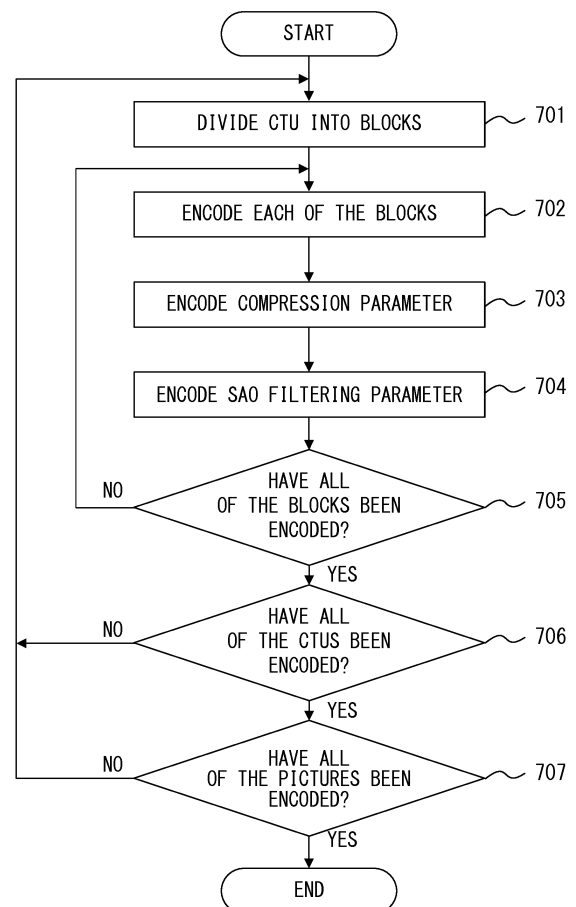 START
DIVIDE CTU INTO BLOCKS
701
ENCODE EACH OF THE BLOCKS
702
ENCODE COMPRESSION PARAMETER
703
ENCODE SAO FILTERING PARAMETER
704
HAVE ALL
OF THE BLOCKS BEEN
ENCODED?
705
NO
YES
HAVE ALL
OF THE CTUS BEEN
ENCODED?
706
NO
YES
HAVE ALL
OF THE PICTURES BEEN
ENCODED?
707
NO
YES
END